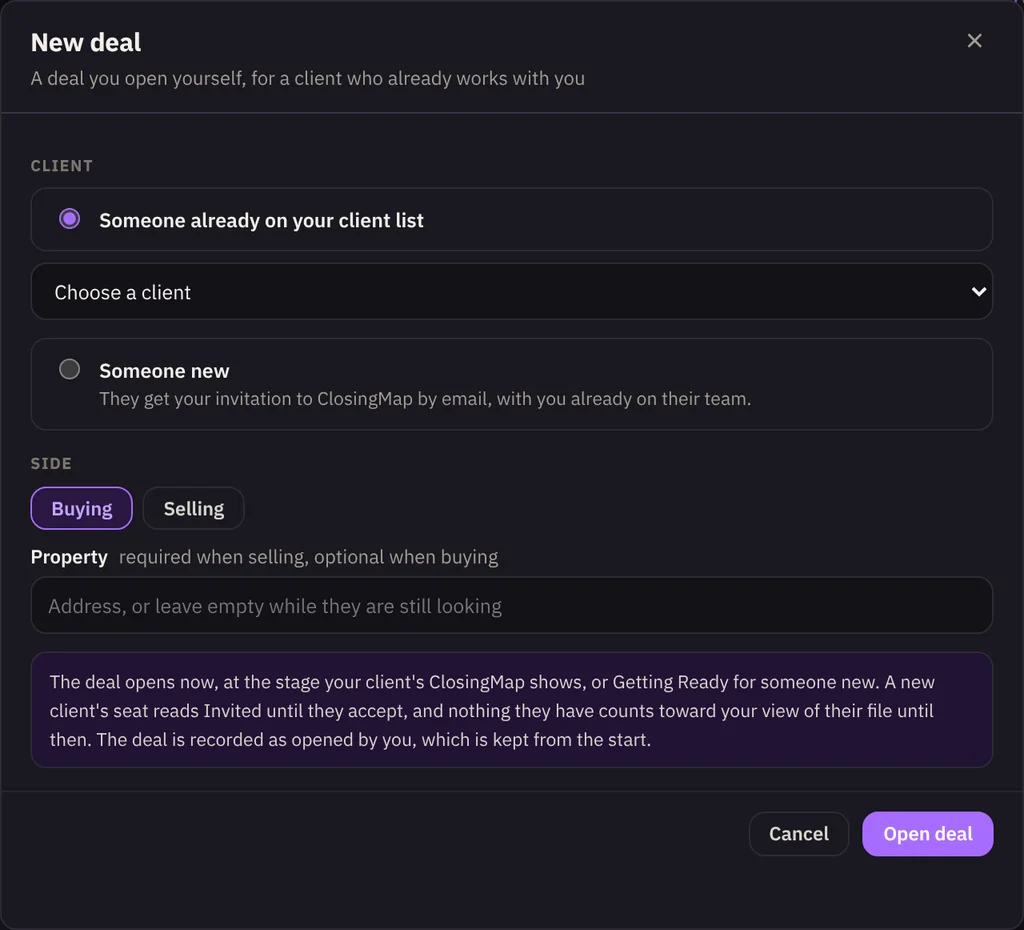 New deal
A deal you open yourself, for a client who already works with you
CLIENT
Someone already on your client list
Choose a client
Someone new
They get your invitation to ClosingMap by email, with you already on their team.
SIDE
Buying
Selling
Property required when selling, optional when buying
Address, or leave empty while they are still looking
The deal opens now, at the stage your client's ClosingMap shows, or Getting Ready for someone new. A new
client's seat reads Invited until they accept, and nothing they have counts toward your view of their file until
then. The deal is recorded as opened by you, which is kept from the start.
Cancel
Open deal